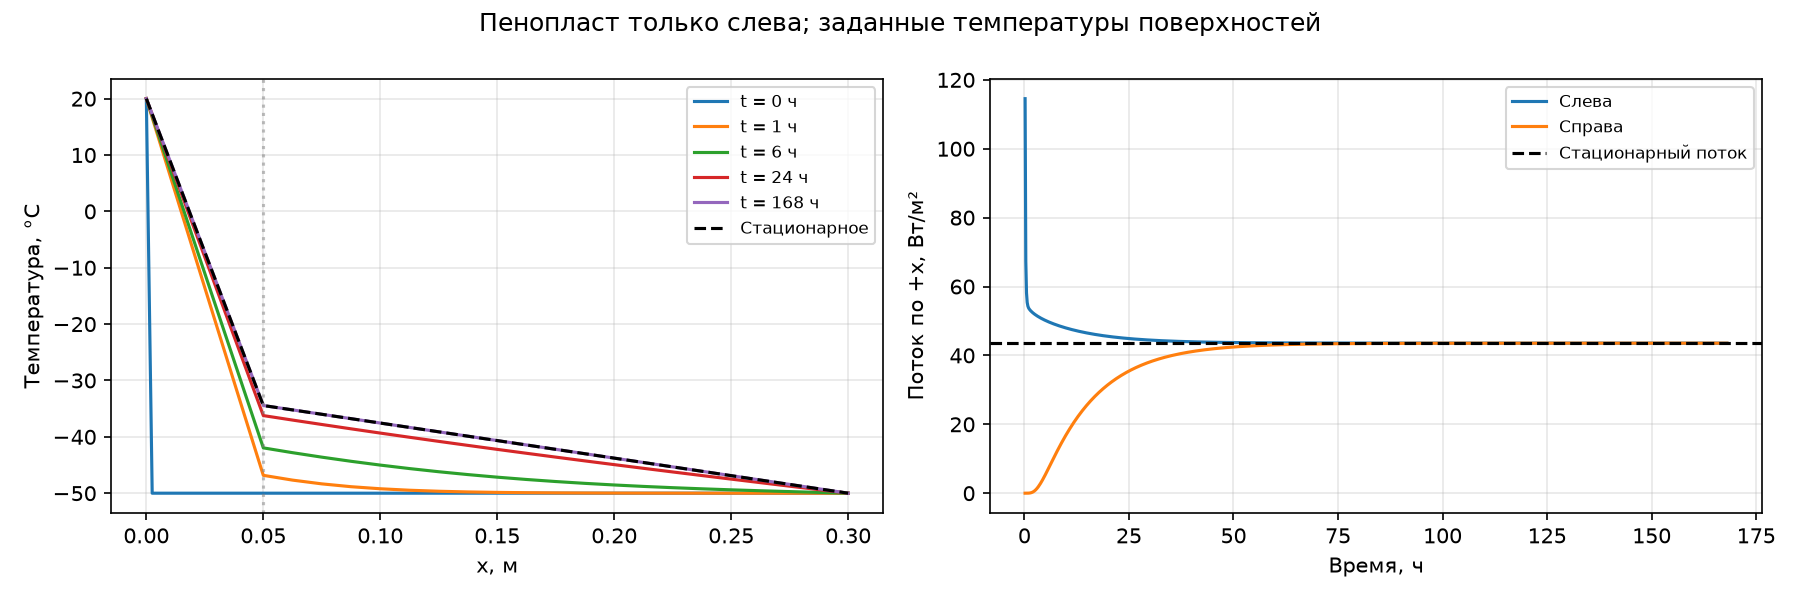 Пенопласт только слева; заданные температуры поверхностей
Температура, °C
20
10
0
−10
−20
−30
−40
−50
0.00
0.05
0.10
0.15
0.20
0.25
0.30
x, м
t = 0 ч
t = 1 ч
t = 6 ч
t = 24 ч
t = 168 ч
Стационарное
Поток по +x, Вт/м²
120
100
80
60
40
20
0
0
25
50
75
100
125
150
175
Время, ч
Слева
Справа
Стационарный поток